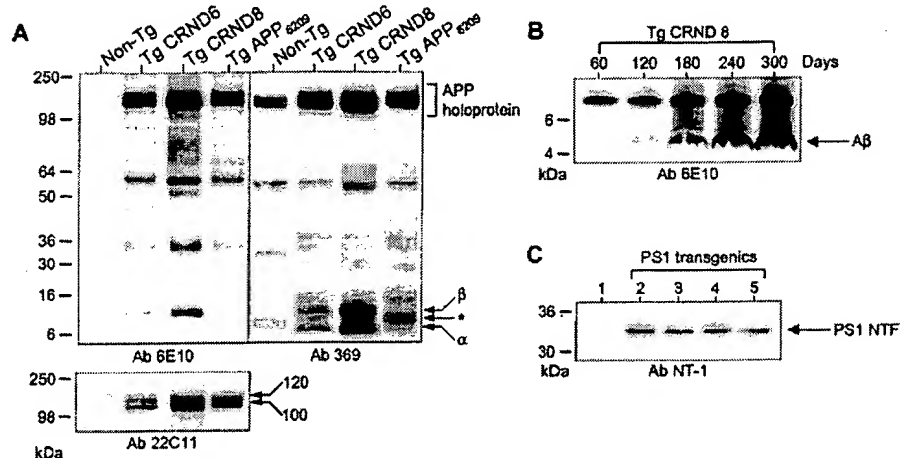 A
Non-Tg
Tg CRND6
Tg CRND8
Tg APP 6209
Non-Tg
Tg CRND6
Tg CRND8
Tg APP 6209
250
98
64
50
36
30
16
6
APP
holoprotein
β
*
α
Ab 6E10
Ab 369
250
98
kDa
120
100
Ab 22C11
B
Tg CRND 8
60 120 180 240 300 Days
6
4
kDa
Aβ
Ab 6E10
C
PS1 transgenics
1 2 3 4 5
36
30
kDa
PS1 NTF
Ab NT-1